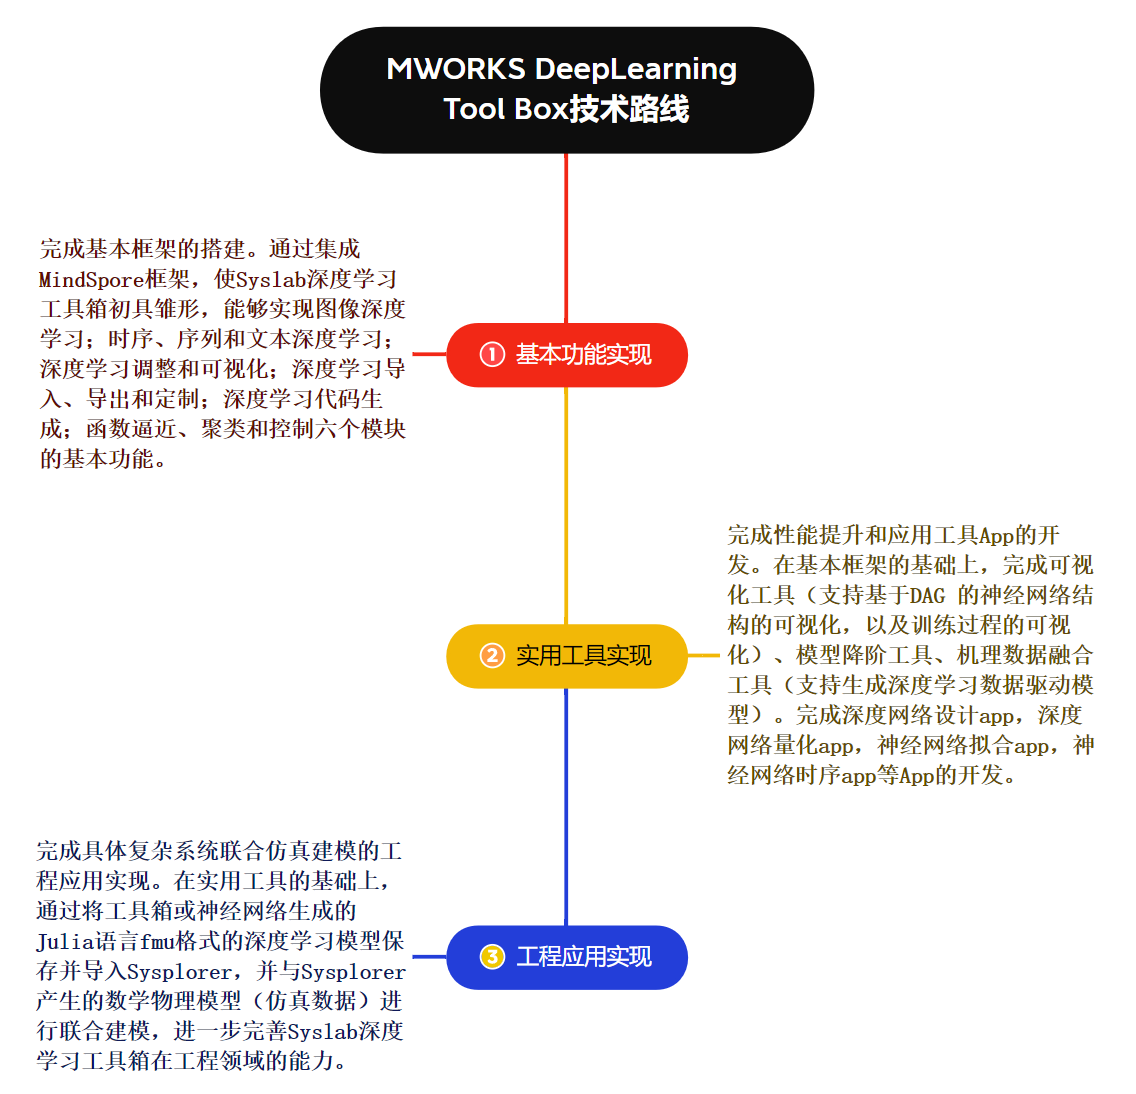 MWORKS DeepLearning
Tool Box技术路线
完成基本框架的搭建。通过集成
MindSpore框架，使Syslab深度学习
工具箱初具雏形，能够实现图像深度
学习；时序、序列和文本深度学习；
深度学习调整和可视化；深度学习导
入、导出和定制；深度学习代码生
成；函数逼近、聚类和控制六个模块
的基本功能。
① 基本功能实现
完成性能提升和应用工具App的开
发。在基本框架的基础上，完成可视
化工具（支持基于DAG 的神经网络结
构的可视化，以及训练过程的可视
化）、模型降阶工具、机理数据融合
工具（支持生成深度学习数据驱动模
型）。完成深度网络设计app，深度
网络量化app，神经网络拟合app，神
经网络时序app等App的开发。
② 实用工具实现
完成具体复杂系统联合仿真建模的工
程应用实现。在实用工具的基础上，
通过将工具箱或神经网络生成的
Julia语言fmu格式的深度学习模型保
存并导入Sysplorer，并与Sysplorer
产生的数学物理模型（仿真数据）进
行联合建模，进一步完善Syslab深度
学习工具箱在工程领域的能力。
③ 工程应用实现